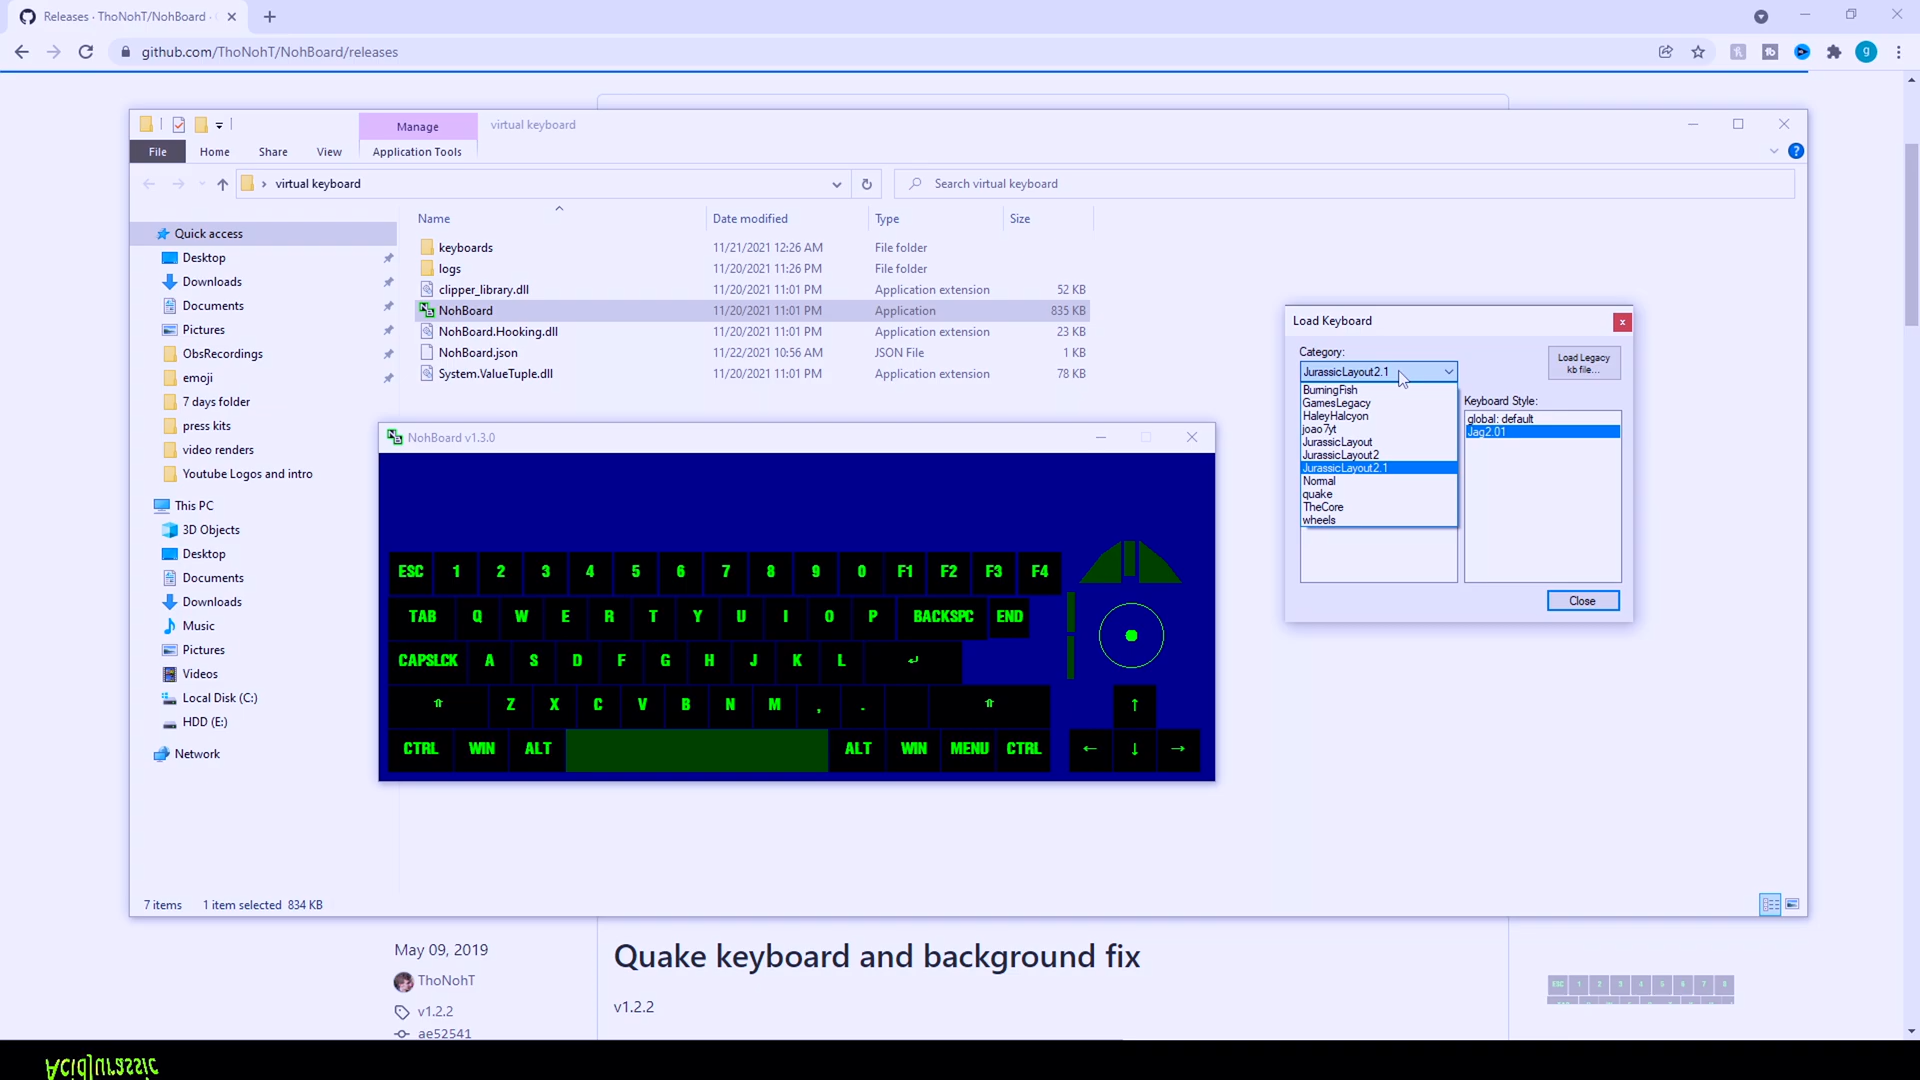 Releases · ThoNohT/NohBoard ·
github.com/ThoNohT/NohBoard/releases
g
Manage
virtual keyboard
File
Home
Share
View
Application Tools
virtual keyboard
Search virtual keyboard
Name
Date modified
Type
Size
Quick access
Desktop
Downloads
Documents
Pictures
ObsRecordings
emoji
7 days folder
press kits
video renders
Youtube Logos and intro
This PC
3D Objects
Desktop
Documents
Downloads
Music
Pictures
Videos
Local Disk (C:)
HDD (E:)
Network
keyboards 11/21/2021 12:26 AM File folder
logs 11/20/2021 11:26 PM File folder
clipper_library.dll 11/20/2021 11:01 PM Application extension 52 KB
NohBoard 11/20/2021 11:01 PM Application 835 KB
NohBoard.Hooking.dll 11/20/2021 11:01 PM Application extension 23 KB
NohBoard.json 11/22/2021 10:56 AM JSON File 1 KB
System.ValueTuple.dll 11/20/2021 11:01 PM Application extension 78 KB
NohBoard v1.3.0
ESC 1 2 3 4 5 6 7 8 9 0 F1 F2 F3 F4
TAB Q W E R T Y U I O P BACKSPC END
CAPSLCK A S D F G H J K L ↵
⇑ Z X C V B N M , . ⇑ ↑
CTRL WIN ALT ALT WIN MENU CTRL ← ↓ →
Load Keyboard
Category:
JurassicLayout2.1
Load Legacy
kb file...
BurningFish
GamesLegacy
HaleyHalcyon
joao7yt
JurassicLayout
JurassicLayout2
JurassicLayout2.1
Normal
quake
TheCore
wheels
Keyboard Style:
global: default
Jag2.01
Close
7 items
1 item selected 834 KB
May 09, 2019
ThoNohT
v1.2.2
ae52541
Quake keyboard and background fix
v1.2.2
ESC 1 2 3 4 5 6 7 8
AcidJurassic